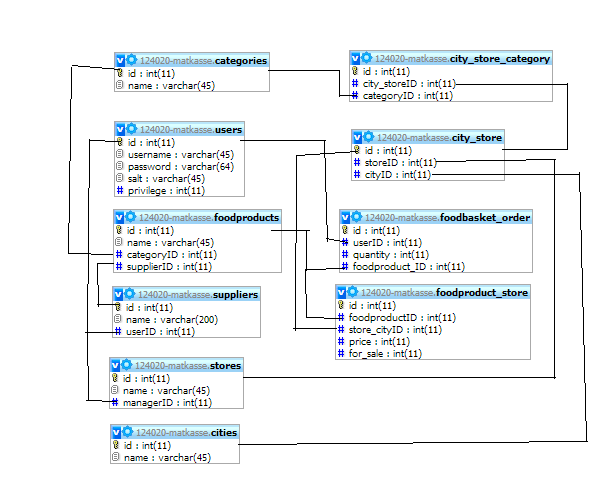 124020-matkasse.categories
id : int(11)
name : varchar(45)
124020-matkasse.users
id : int(11)
username : varchar(45)
password : varchar(64)
salt : varchar(45)
privilege : int(11)
124020-matkasse.foodproducts
id : int(11)
name : varchar(45)
categoryID : int(11)
supplierID : int(11)
124020-matkasse.suppliers
id : int(11)
name : varchar(200)
userID : int(11)
124020-matkasse.stores
id : int(11)
name : varchar(45)
managerID : int(11)
124020-matkasse.cities
id : int(11)
name : varchar(45)
124020-matkasse.city_store_category
id : int(11)
city_storeID : int(11)
categoryID : int(11)
124020-matkasse.city_store
id : int(11)
storeID : int(11)
cityID : int(11)
124020-matkasse.foodbasket_order
id : int(11)
userID : int(11)
quantity : int(11)
foodproduct_ID : int(11)
124020-matkasse.foodproduct_store
id : int(11)
foodproductID : int(11)
store_cityID : int(11)
price : int(11)
for_sale : int(11)